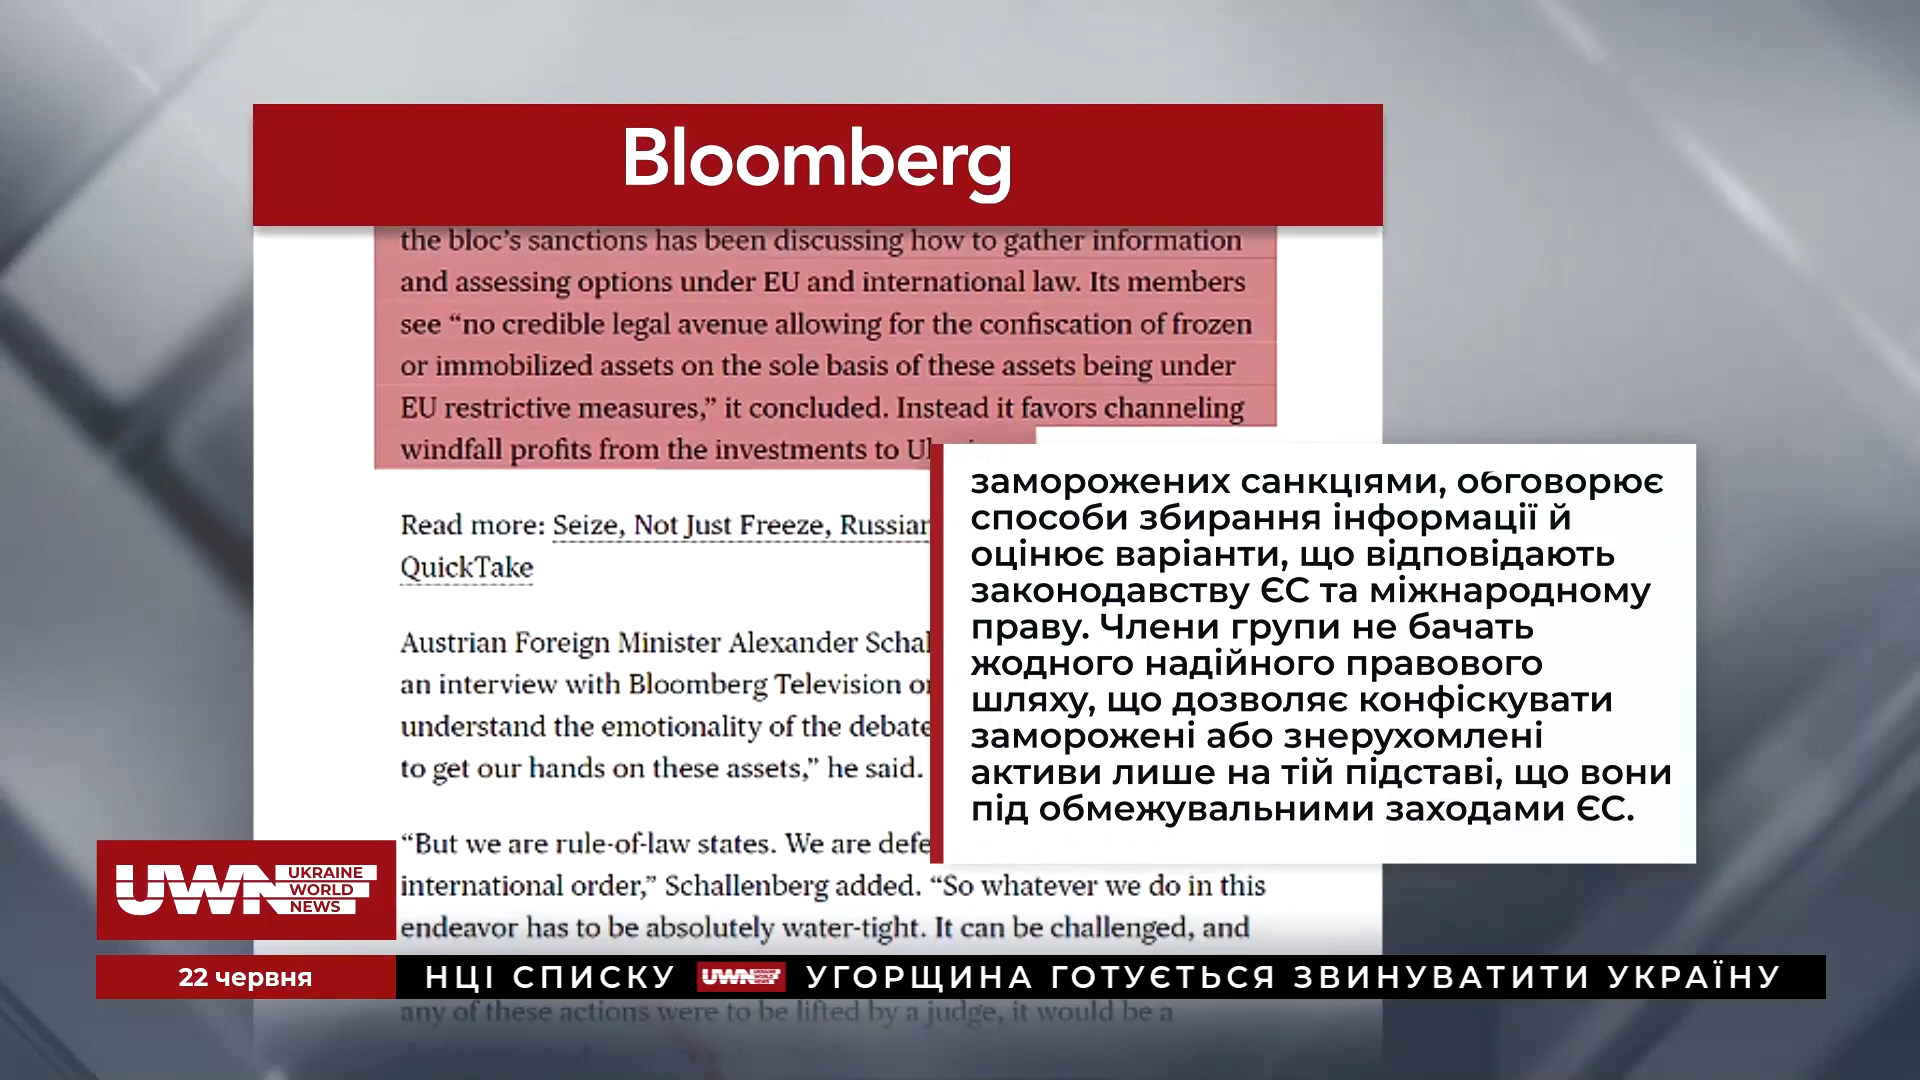 Bloomberg
the bloc’s sanctions has been discussing how to gather information
and assessing options under EU and international law. Its members
see “no credible legal avenue allowing for the confiscation of frozen
or immobilized assets on the sole basis of these assets being under
EU restrictive measures,” it concluded. Instead it favors channeling
windfall profits from the investments to
Read more: Seize, Not Just Freeze, Russian
QuickTake
Austrian Foreign Minister Alexander Schal
an interview with Bloomberg Television
understand the emotionality of the debate
to get our hands on these assets,” he said.
“But we are rule-of-law states. We are defe
international order,” Schallenberg added. “So whatever we do in this
endeavor has to be absolutely water-tight. It can be challenged, and
any of these actions were to be lifted by a judge, it would be a
заморожених санкціями, обговорює
способи збирання інформації й
оцінює варіанти, що відповідають
законодавству ЄС та міжнародному
праву. Члени групи не бачать
жодного надійного правового
шляху, що дозволяє конфіскувати
заморожені або знерухомлені
активи лише на тій підставі, що вони
під обмежувальними заходами ЄС.
UWN UKRAINE
WORLD
NEWS
22 червня
НЦІ СПИСКУ UWN УГОРЩИНА ГОТУЄТЬСЯ ЗВИНУВАТИТИ УКРАЇНУ